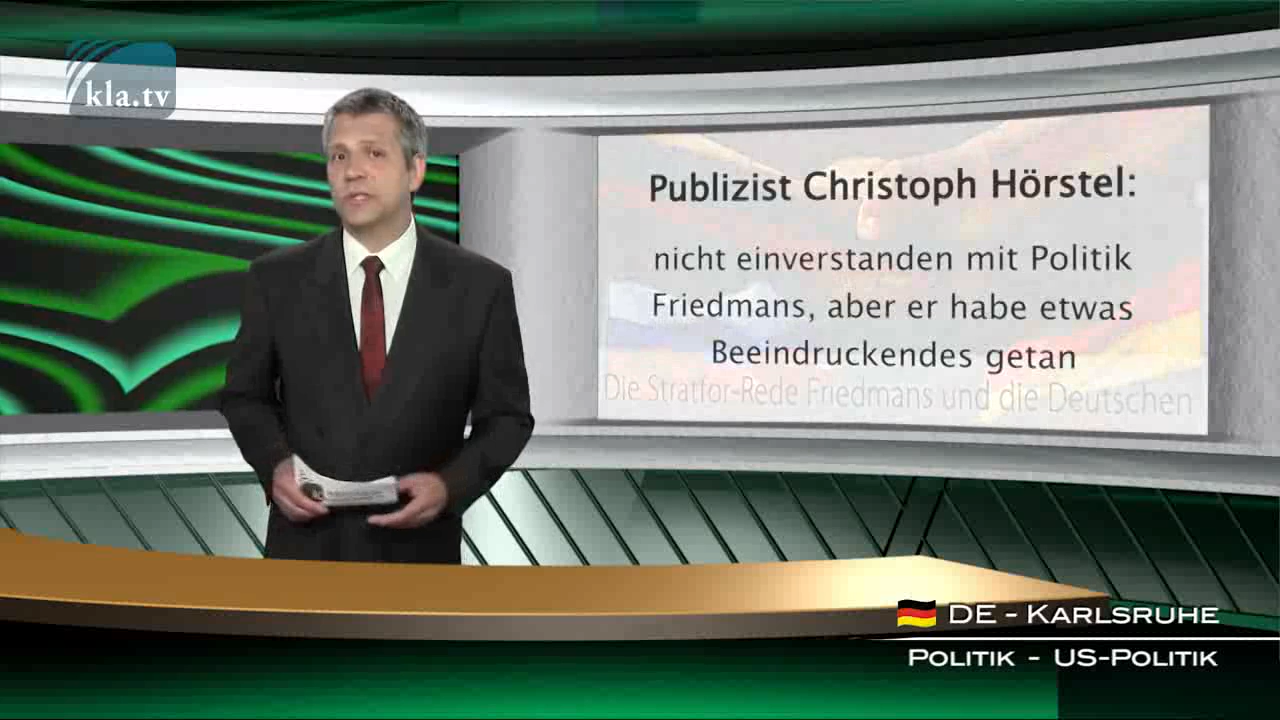 kla.tv
Publizist Christoph Hörstel:
nicht einverstanden mit Politik
Friedmans, aber er habe etwas
Beeindruckendes getan
Die Stratfor-Rede Friedmans und die Deutschen
DE - Karlsruhe
Politik - US-Politik